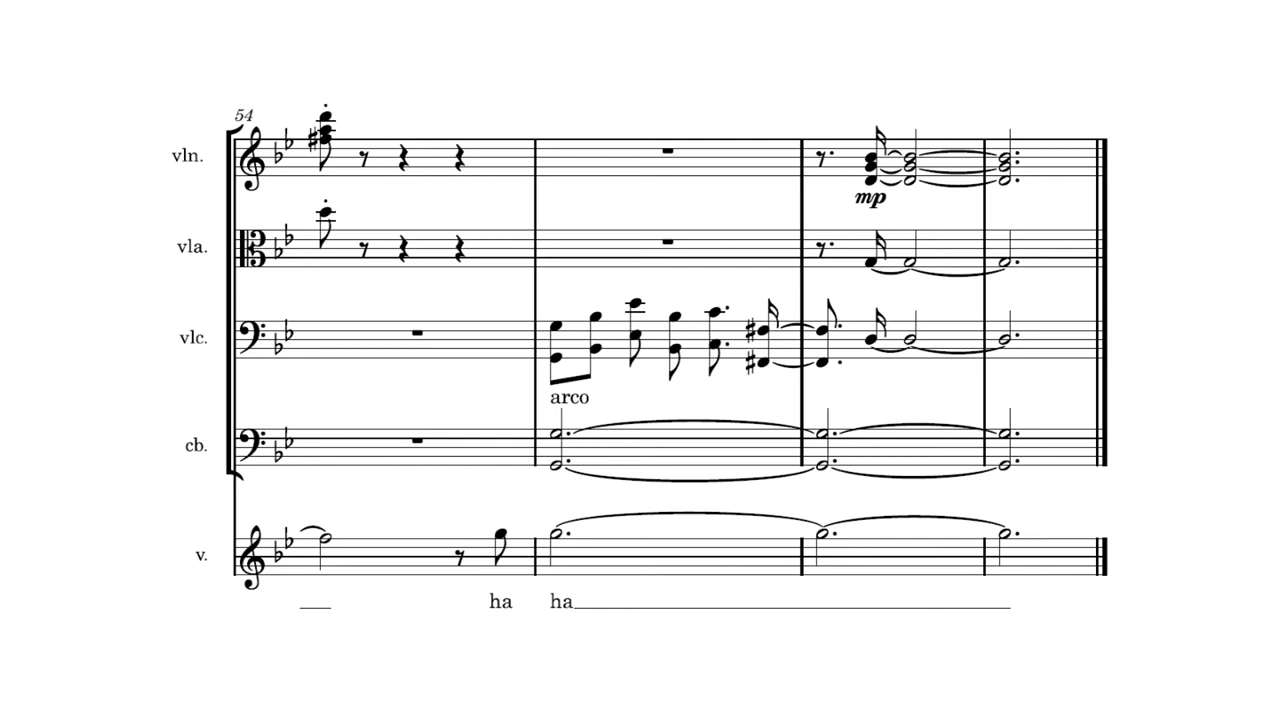 54
vln.
mp
vla.
vlc.
arco
cb.
v.
ha ha